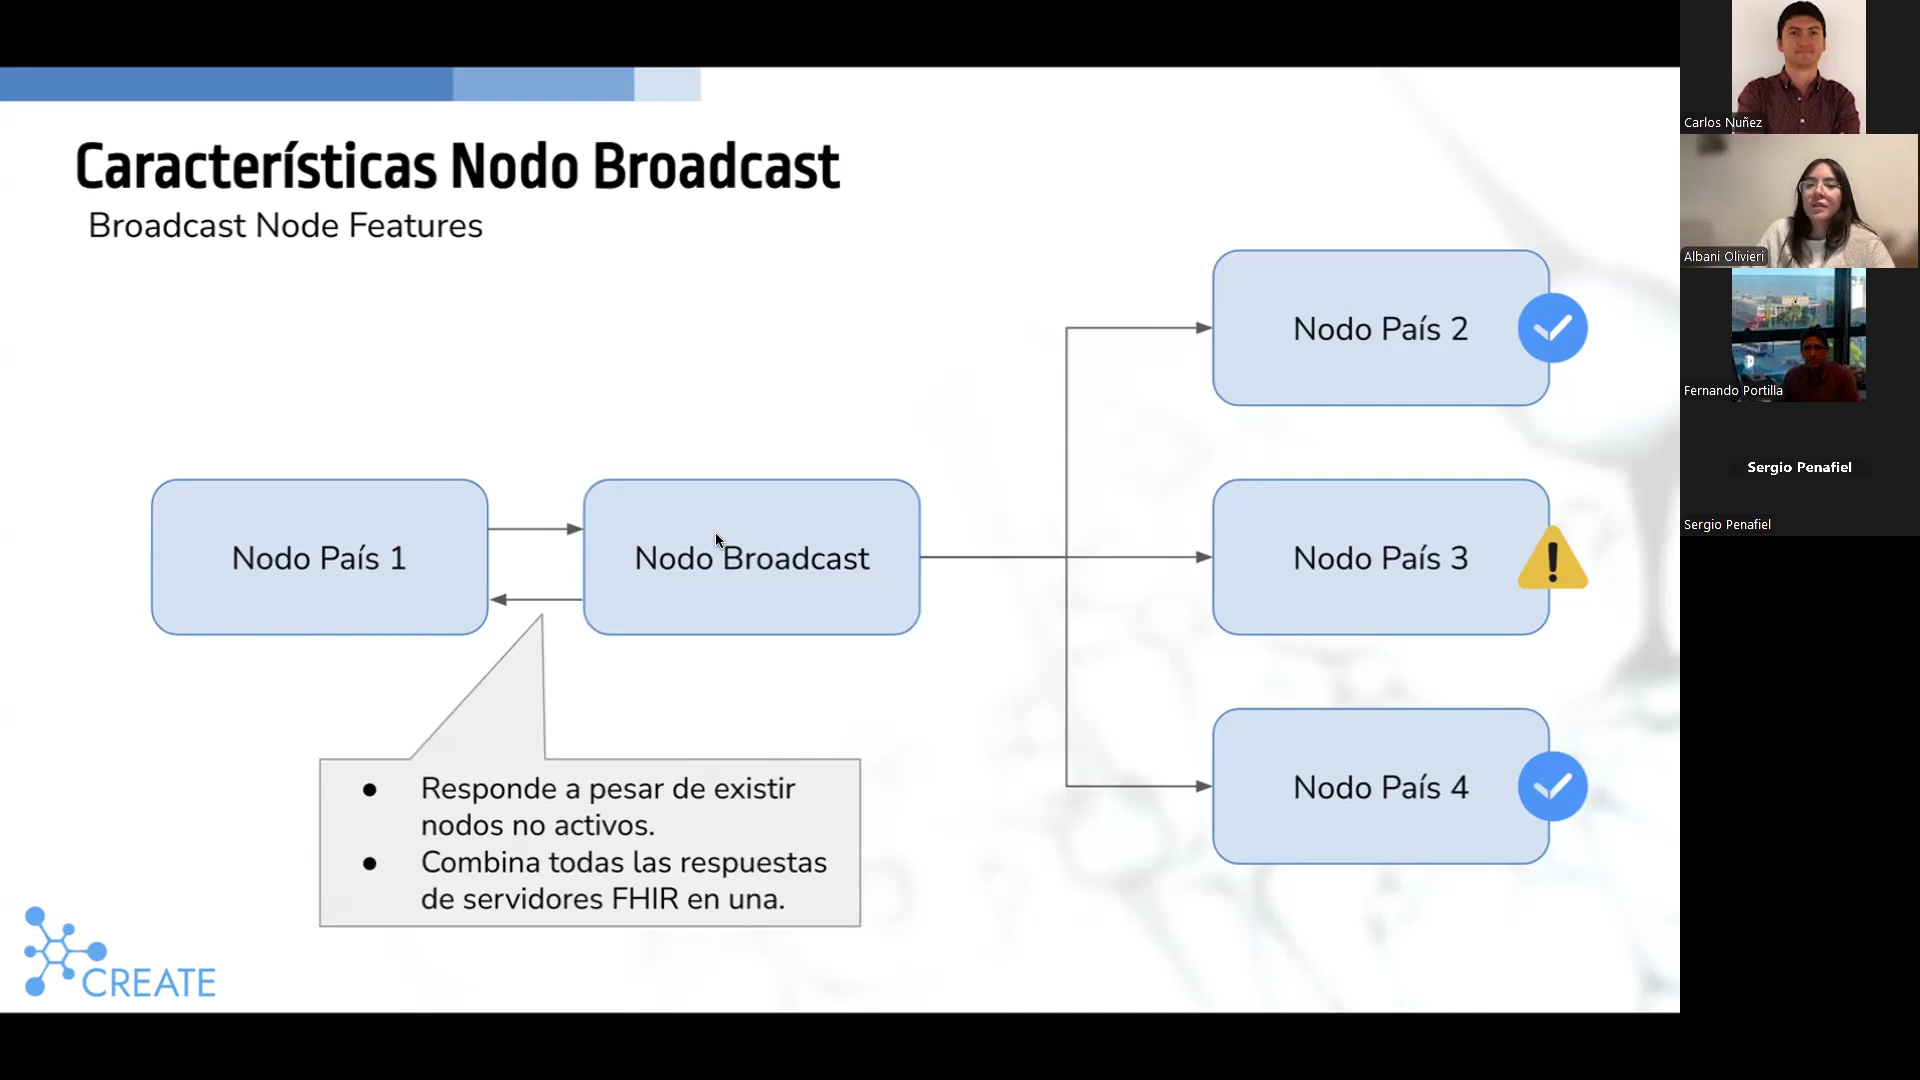 Características Nodo Broadcast
Broadcast Node Features
Nodo País 1
Nodo Broadcast
Nodo País 2
Nodo País 3
Nodo País 4
● Responde a pesar de existir
nodos no activos.
● Combina todas las respuestas
de servidores FHIR en una.
CREATE
Carlos Nuñez
Albani Olivieri
Fernando Portilla
Sergio Penafiel
Sergio Penafiel